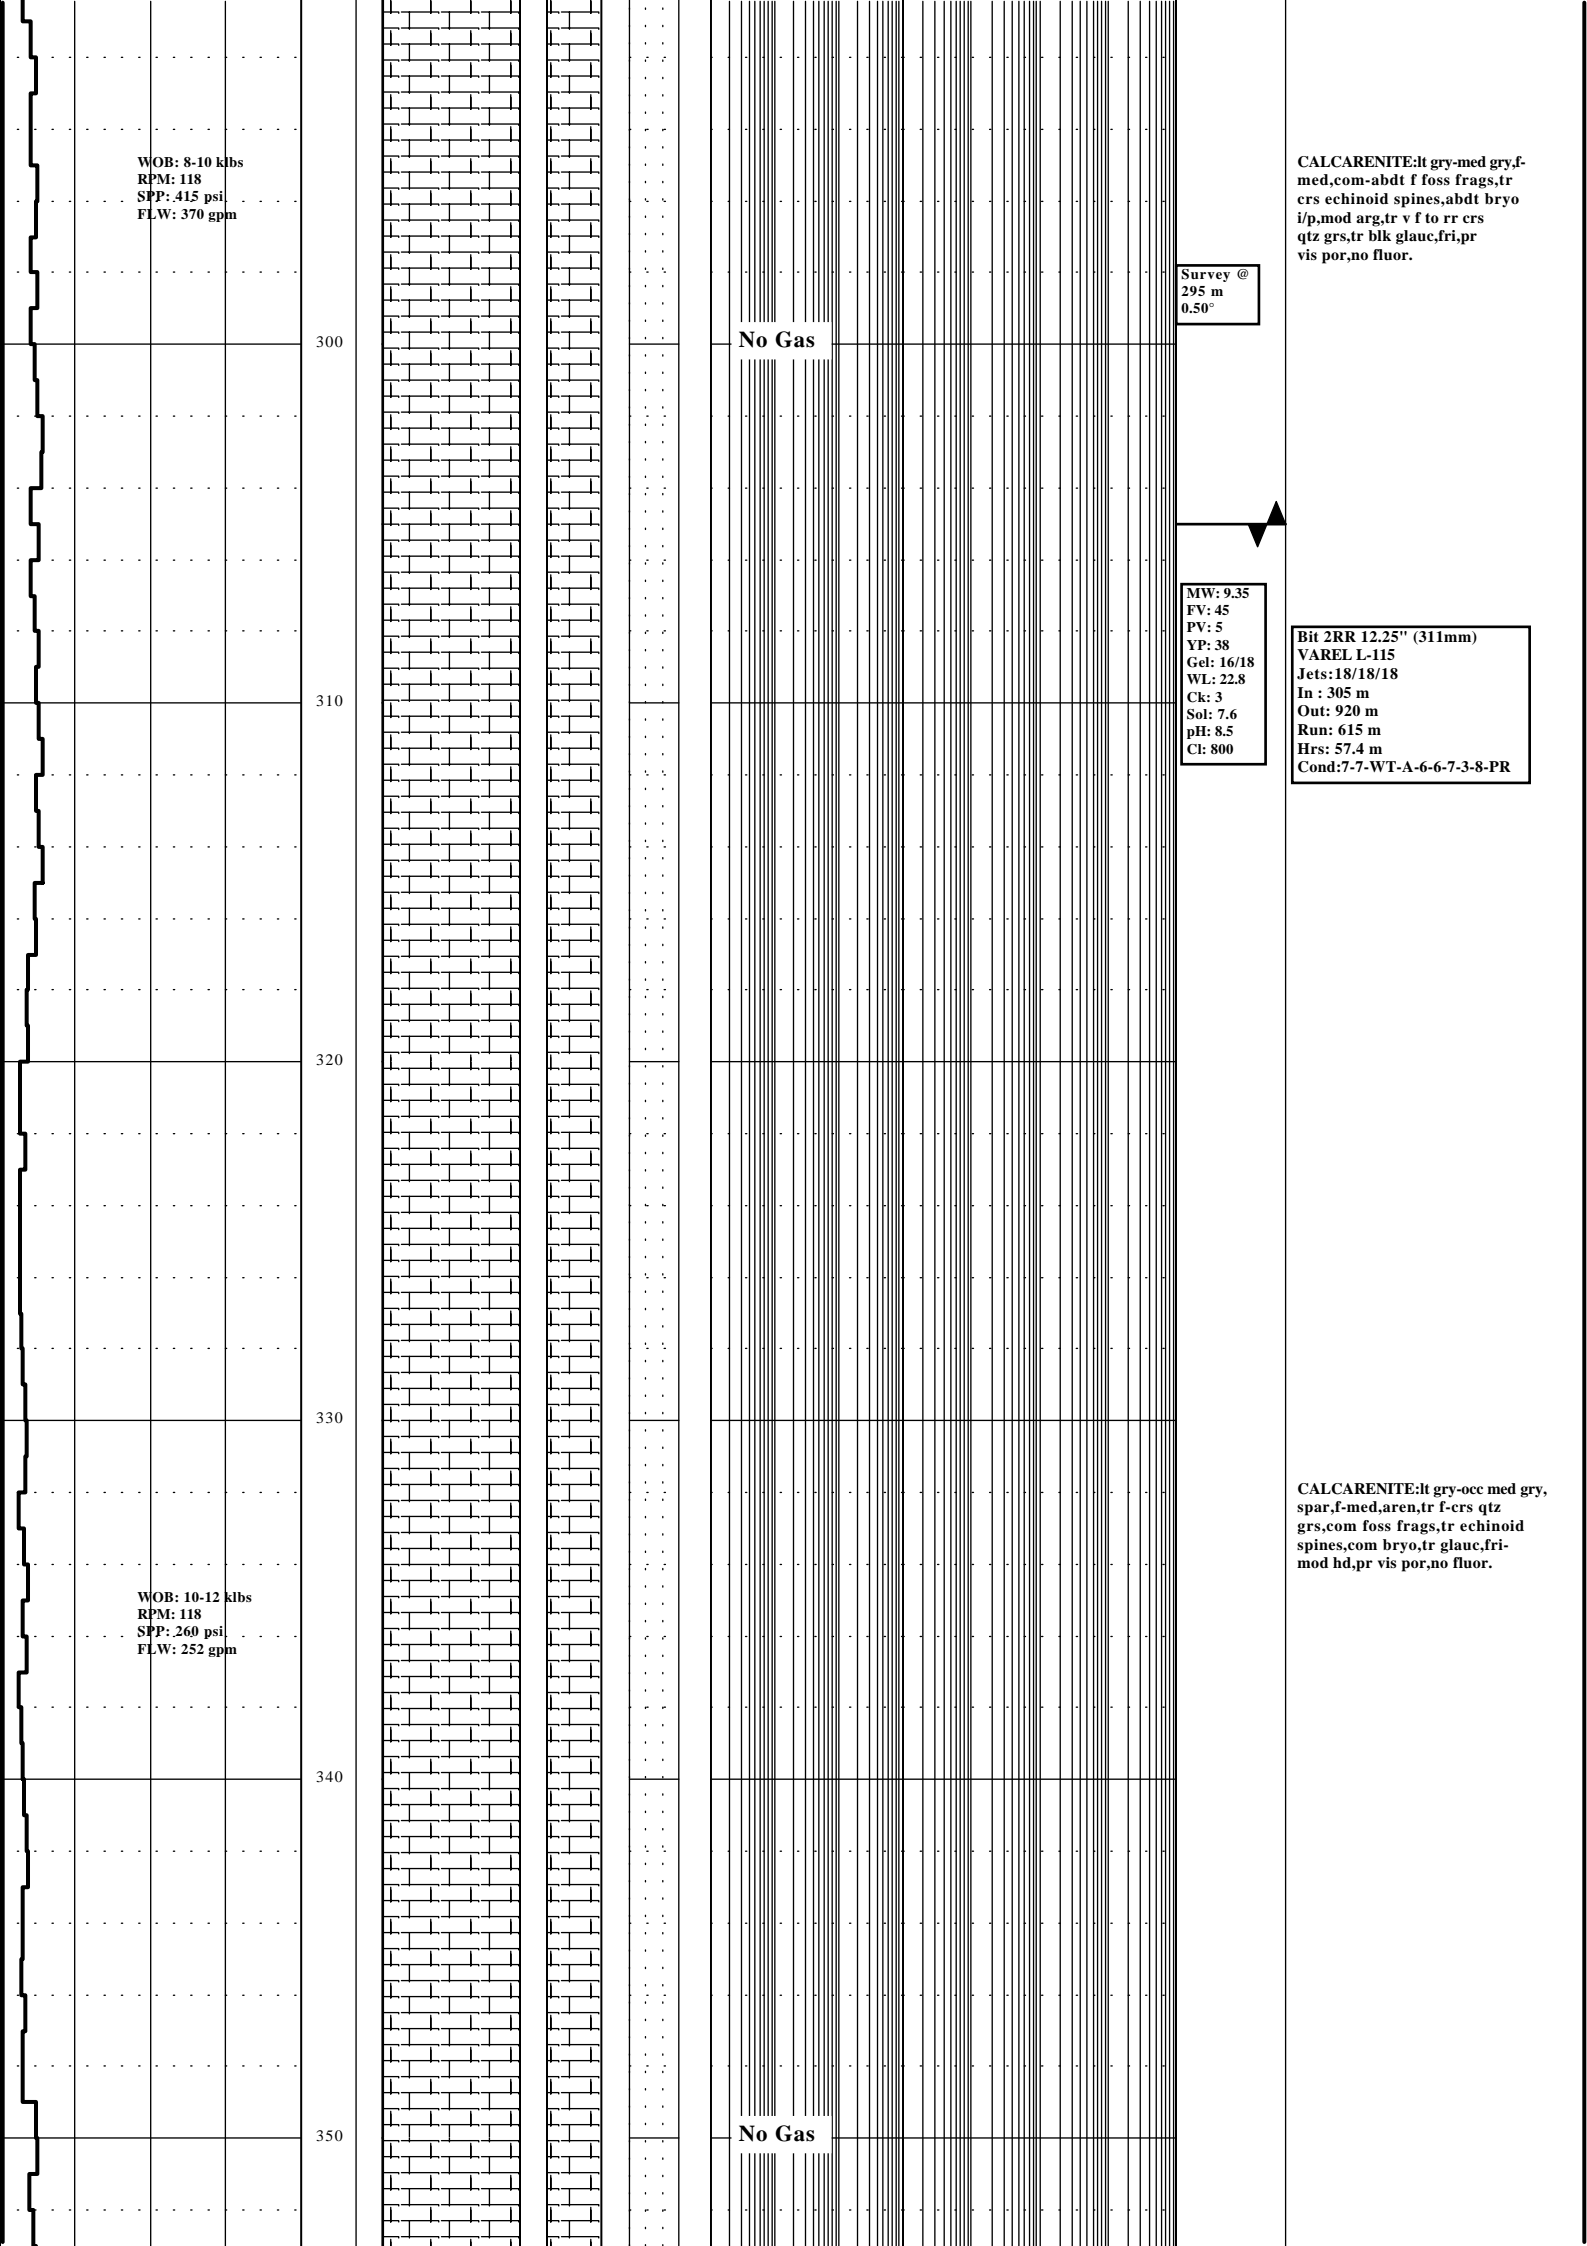 WOB: 8-10 klbs
RPM: 118
SPP: 415 psi
FLW: 370 gpm
CALCARENITE:lt gry-med gry,f-
med,com-abdt f foss frags,tr
crs echinoid spines,abdt bryo
i/p,mod arg,tr v f to rr crs
qtz grs,tr blk glauc,fri,pr
vis por,no fluor.
Survey @
295 m
0.50°
300
No Gas
MW: 9.35
FV: 45
PV: 5
YP: 38
Gel: 16/18
WL: 22.8
Ck: 3
Sol: 7.6
pH: 8.5
Cl: 800
Bit 2RR 12.25" (311mm)
VAREL L-115
Jets:18/18/18
In : 305 m
Out: 920 m
Run: 615 m
Hrs: 57.4 m
Cond:7-7-WT-A-6-6-7-3-8-PR
310
320
330
CALCARENITE:lt gry-occ med gry,
spar,f-med,aren,tr f-crs qtz
grs,com foss frags,tr echinoid
spines,com bryo,tr glauc,fri-
mod hd,pr vis por,no fluor.
WOB: 10-12 klbs
RPM: 118
SPP: 260 psi
FLW: 252 gpm
340
350
No Gas